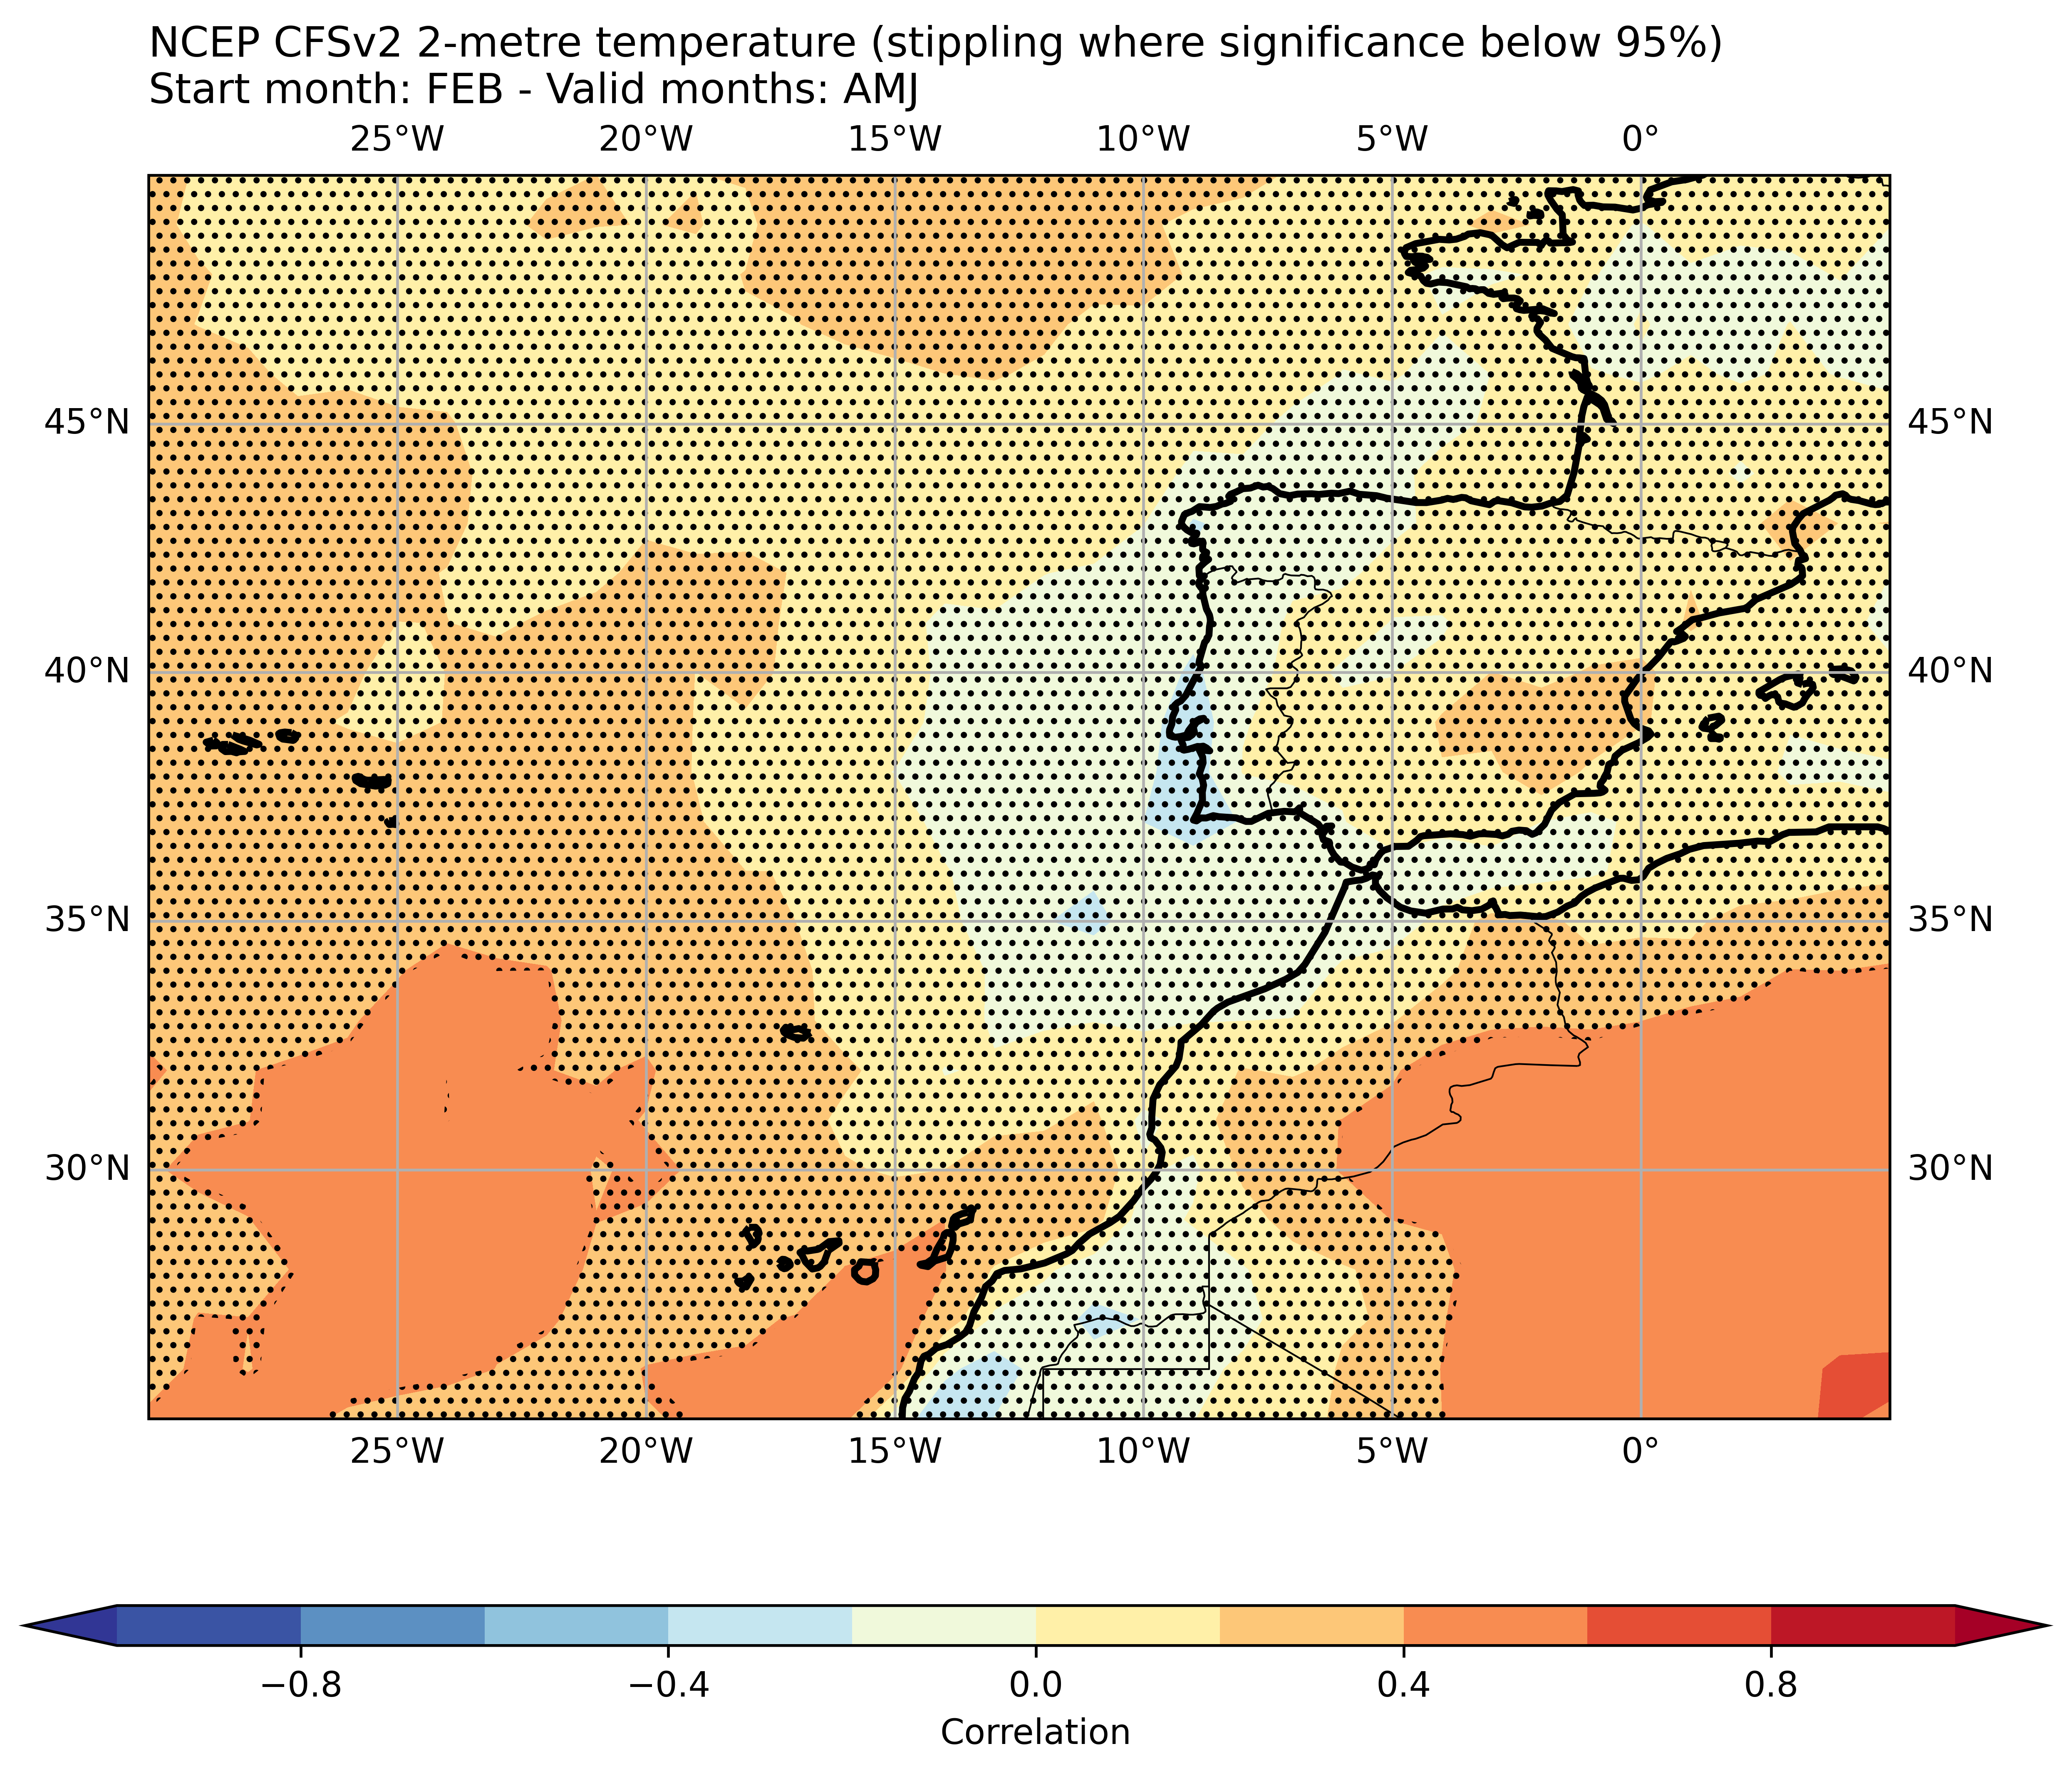 NCEP CFSv2 2-metre temperature (stippling where significance below 95%)
Start month: FEB - Valid months: AMJ
25°W 20°W 15°W 10°W 5°W 0°
45°N 45°N
40°N 40°N
35°N 35°N
30°N 30°N
25°W 20°W 15°W 10°W 5°W 0°
−0.8 −0.4 0.0 0.4 0.8
Correlation